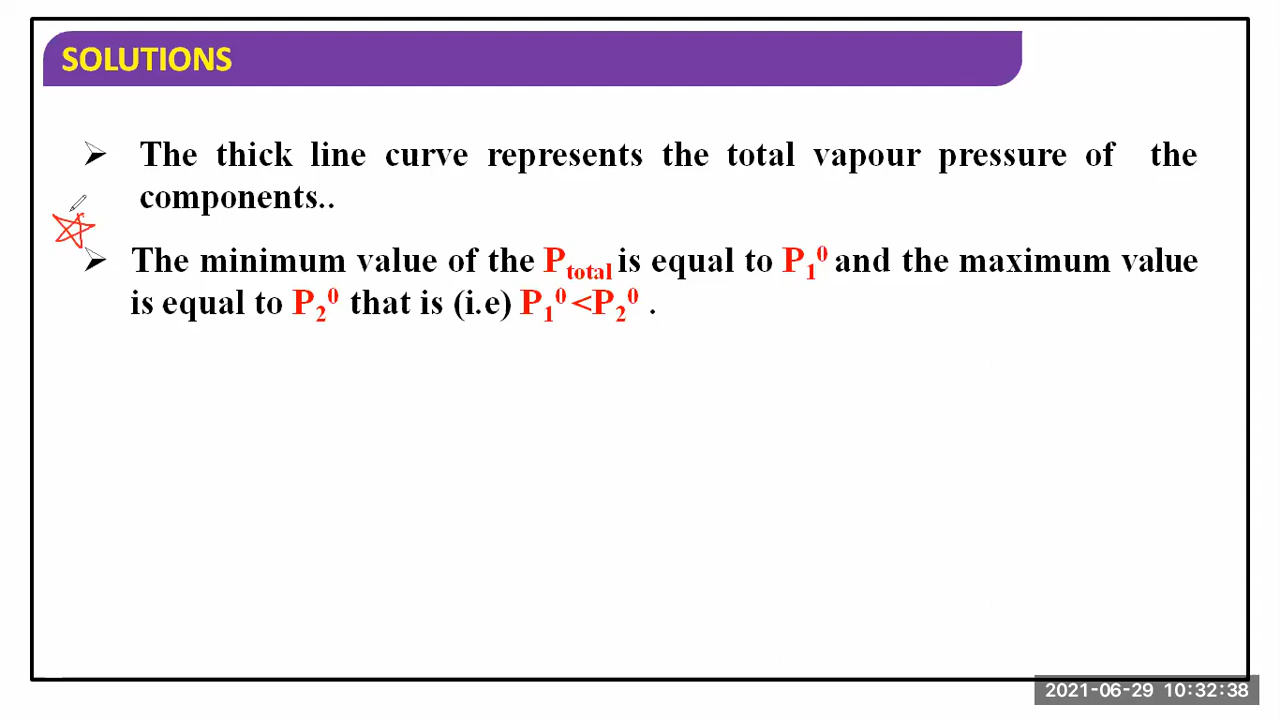 SOLUTIONS
➢ The thick line curve represents the total vapour pressure of the
components..
➢ The minimum value of the P_total is equal to P₁⁰ and the maximum value
is equal to P₂⁰ that is (i.e) P₁⁰ <P₂⁰ .
2021-06-29 10:32:38